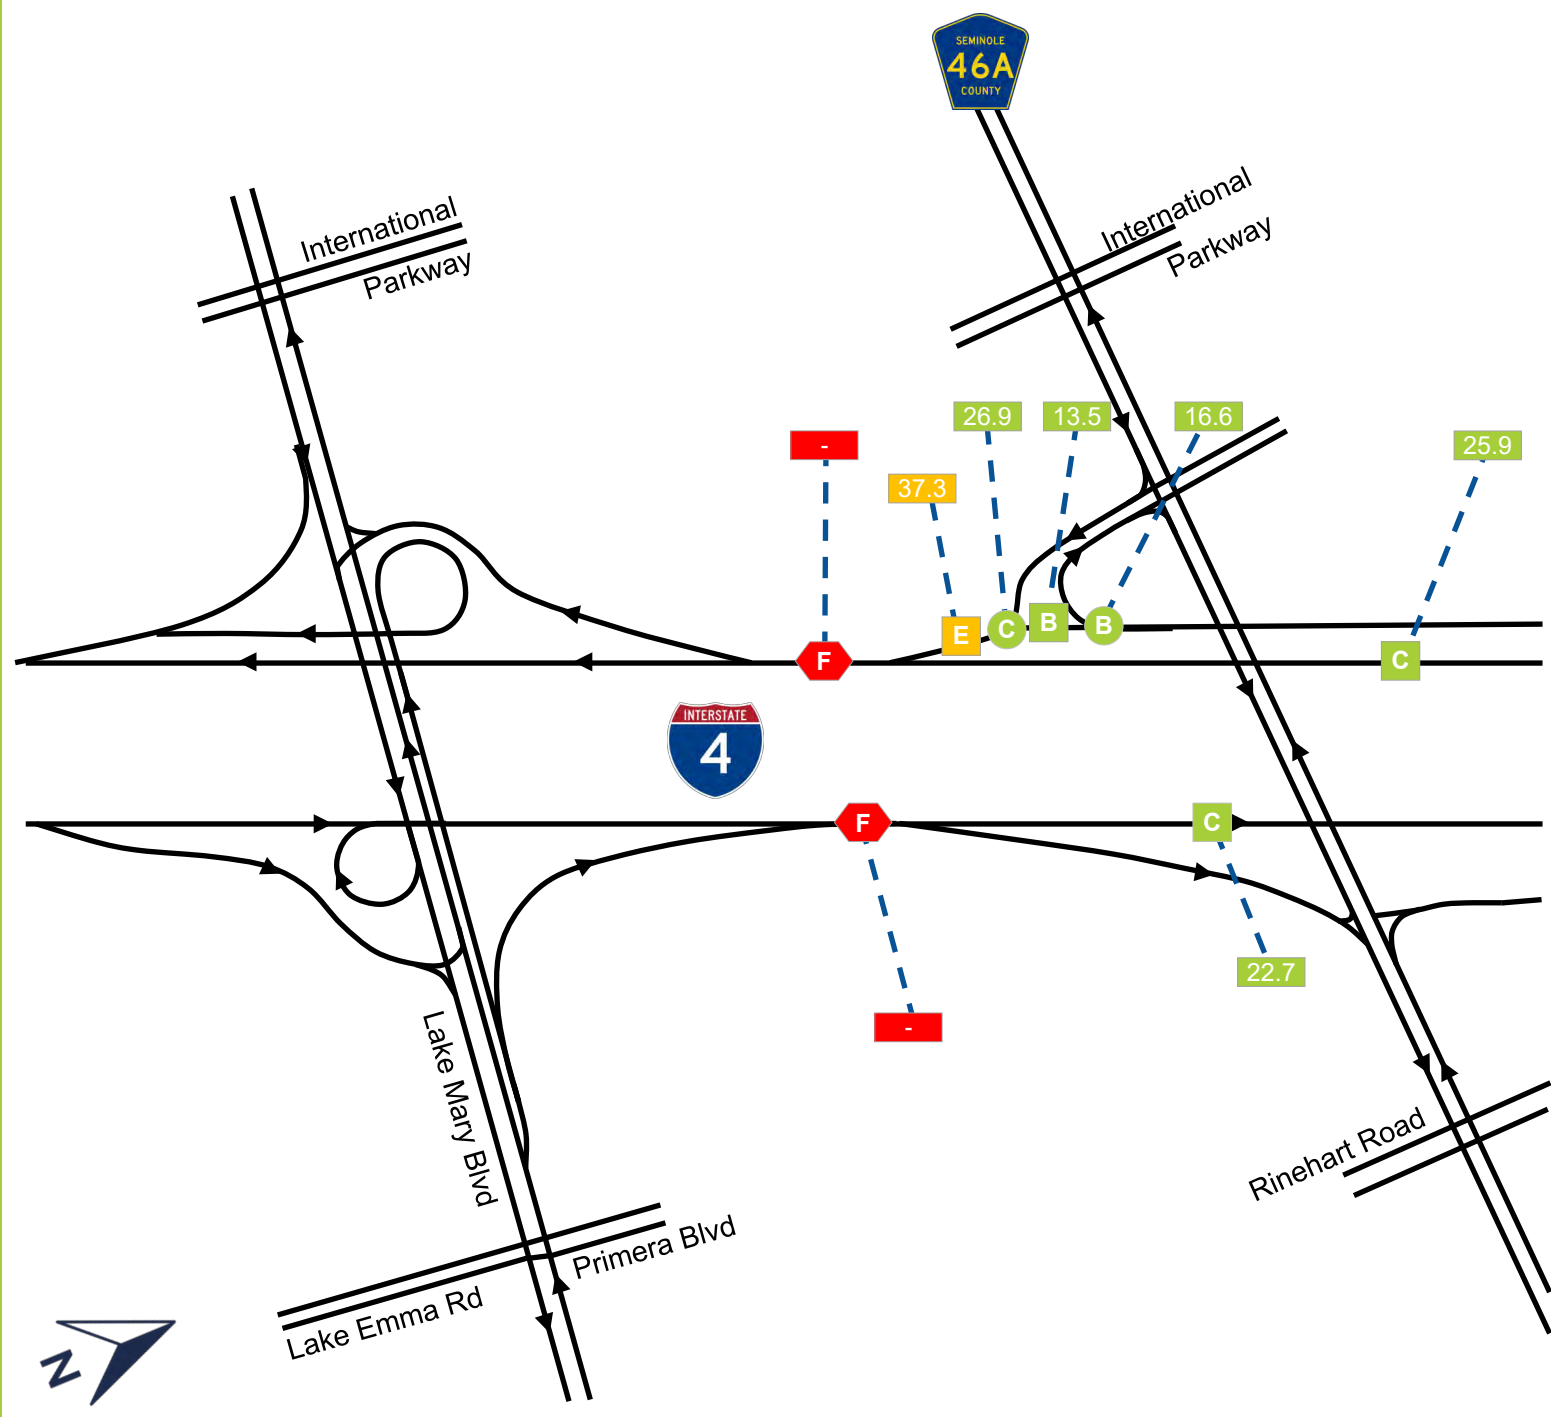 SEMINOLE
46A
COUNTY
International
Parkway
International
Parkway
26.9
13.5
16.6
-
25.9
37.3
E
C
B
B
F
C
INTERSTATE
4
F
C
22.7
-
Lake Mary Blvd
Rinehart Road
Primera Blvd
Lake Emma Rd
N